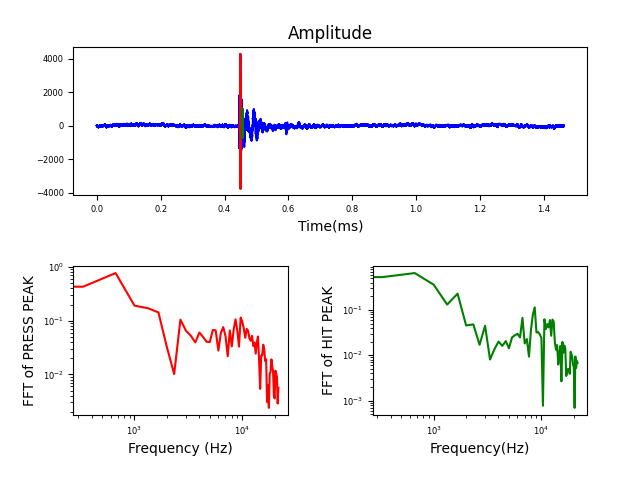 Amplitude
4000
2000
0
−2000
−4000
0.0 0.2 0.4 0.6 0.8 1.0 1.2 1.4
Time(ms)
FFT of PRESS PEAK
10⁰
10⁻¹
10⁻²
10³ 10⁴
Frequency (Hz)
FFT of HIT PEAK
10⁻¹
10⁻²
10⁻³
10³ 10⁴
Frequency(Hz)